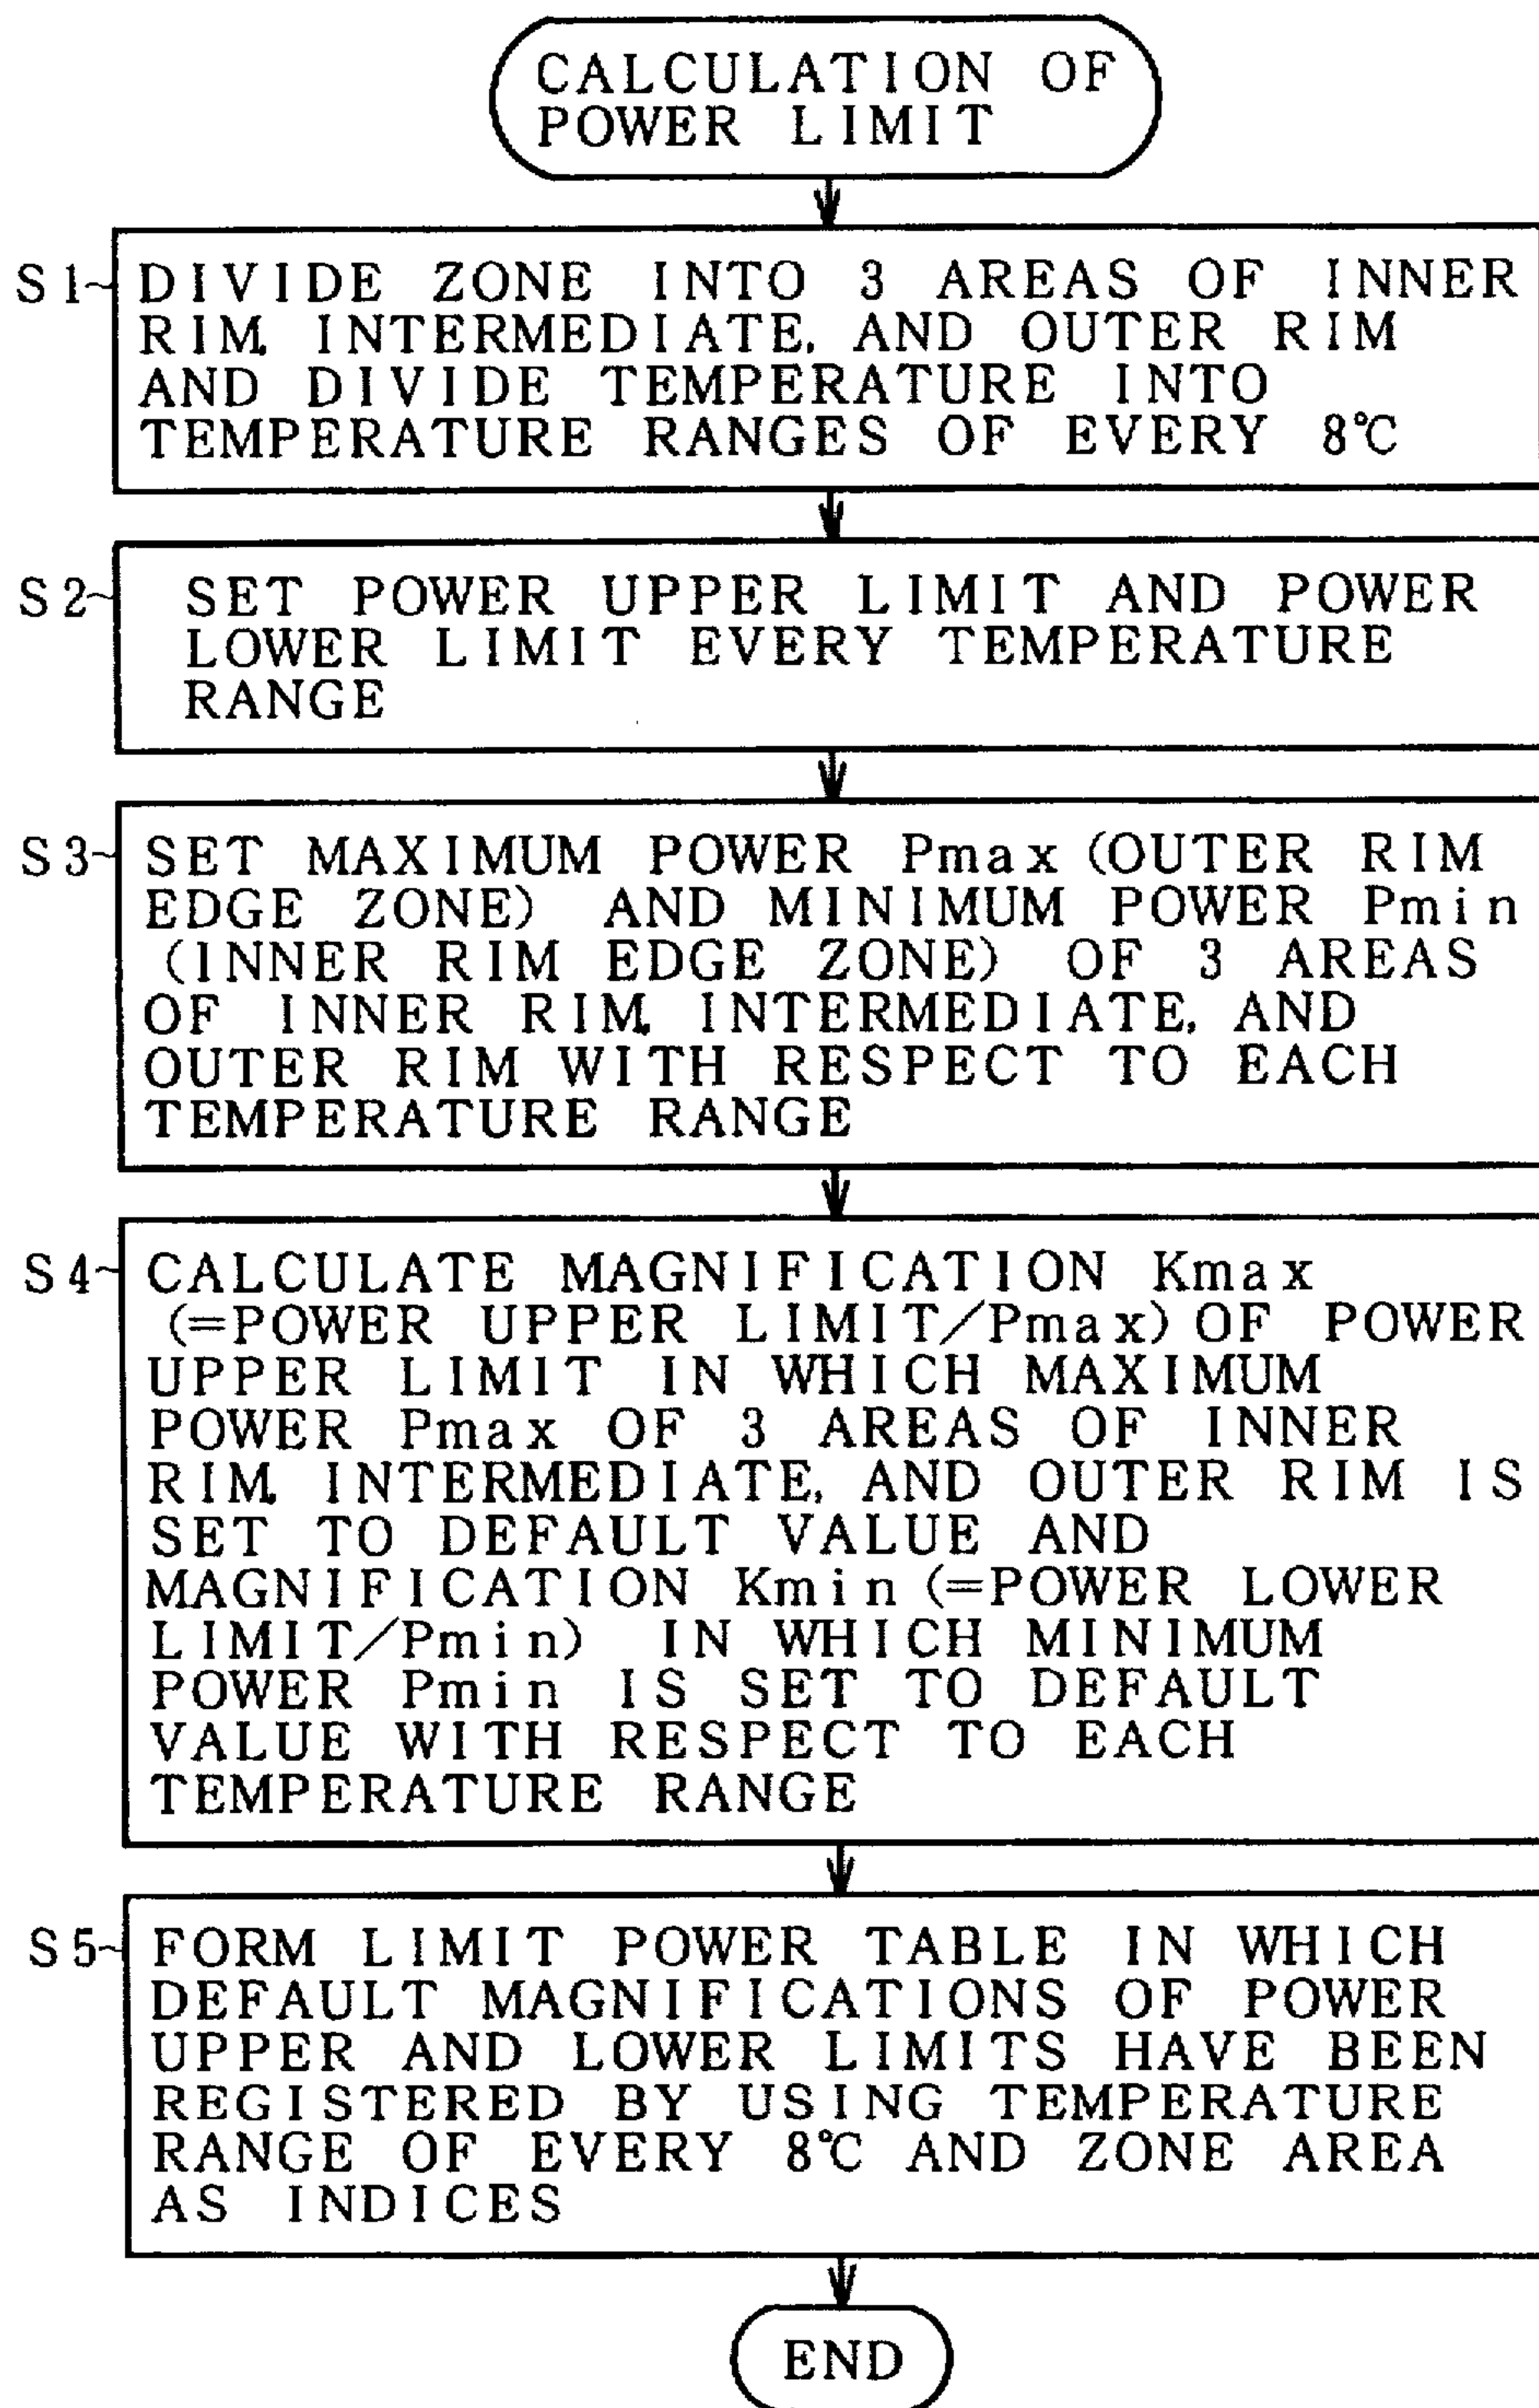 CALCULATION OF
POWER LIMIT
S1
DIVIDE ZONE INTO 3 AREAS OF INNER
RIM, INTERMEDIATE, AND OUTER RIM
AND DIVIDE TEMPERATURE INTO
TEMPERATURE RANGES OF EVERY 8℃
S2
SET POWER UPPER LIMIT AND POWER
LOWER LIMIT EVERY TEMPERATURE
RANGE
S3
SET MAXIMUM POWER Pmax (OUTER RIM
EDGE ZONE) AND MINIMUM POWER Pmin
(INNER RIM EDGE ZONE) OF 3 AREAS
OF INNER RIM, INTERMEDIATE, AND
OUTER RIM WITH RESPECT TO EACH
TEMPERATURE RANGE
S4
CALCULATE MAGNIFICATION Kmax
(=POWER UPPER LIMIT/Pmax) OF POWER
UPPER LIMIT IN WHICH MAXIMUM
POWER Pmax OF 3 AREAS OF INNER
RIM, INTERMEDIATE, AND OUTER RIM IS
SET TO DEFAULT VALUE AND
MAGNIFICATION Kmin (=POWER LOWER
LIMIT/Pmin) IN WHICH MINIMUM
POWER Pmin IS SET TO DEFAULT
VALUE WITH RESPECT TO EACH
TEMPERATURE RANGE
S5
FORM LIMIT POWER TABLE IN WHICH
DEFAULT MAGNIFICATIONS OF POWER
UPPER AND LOWER LIMITS HAVE BEEN
REGISTERED BY USING TEMPERATURE
RANGE OF EVERY 8℃ AND ZONE AREA
AS INDICES
END